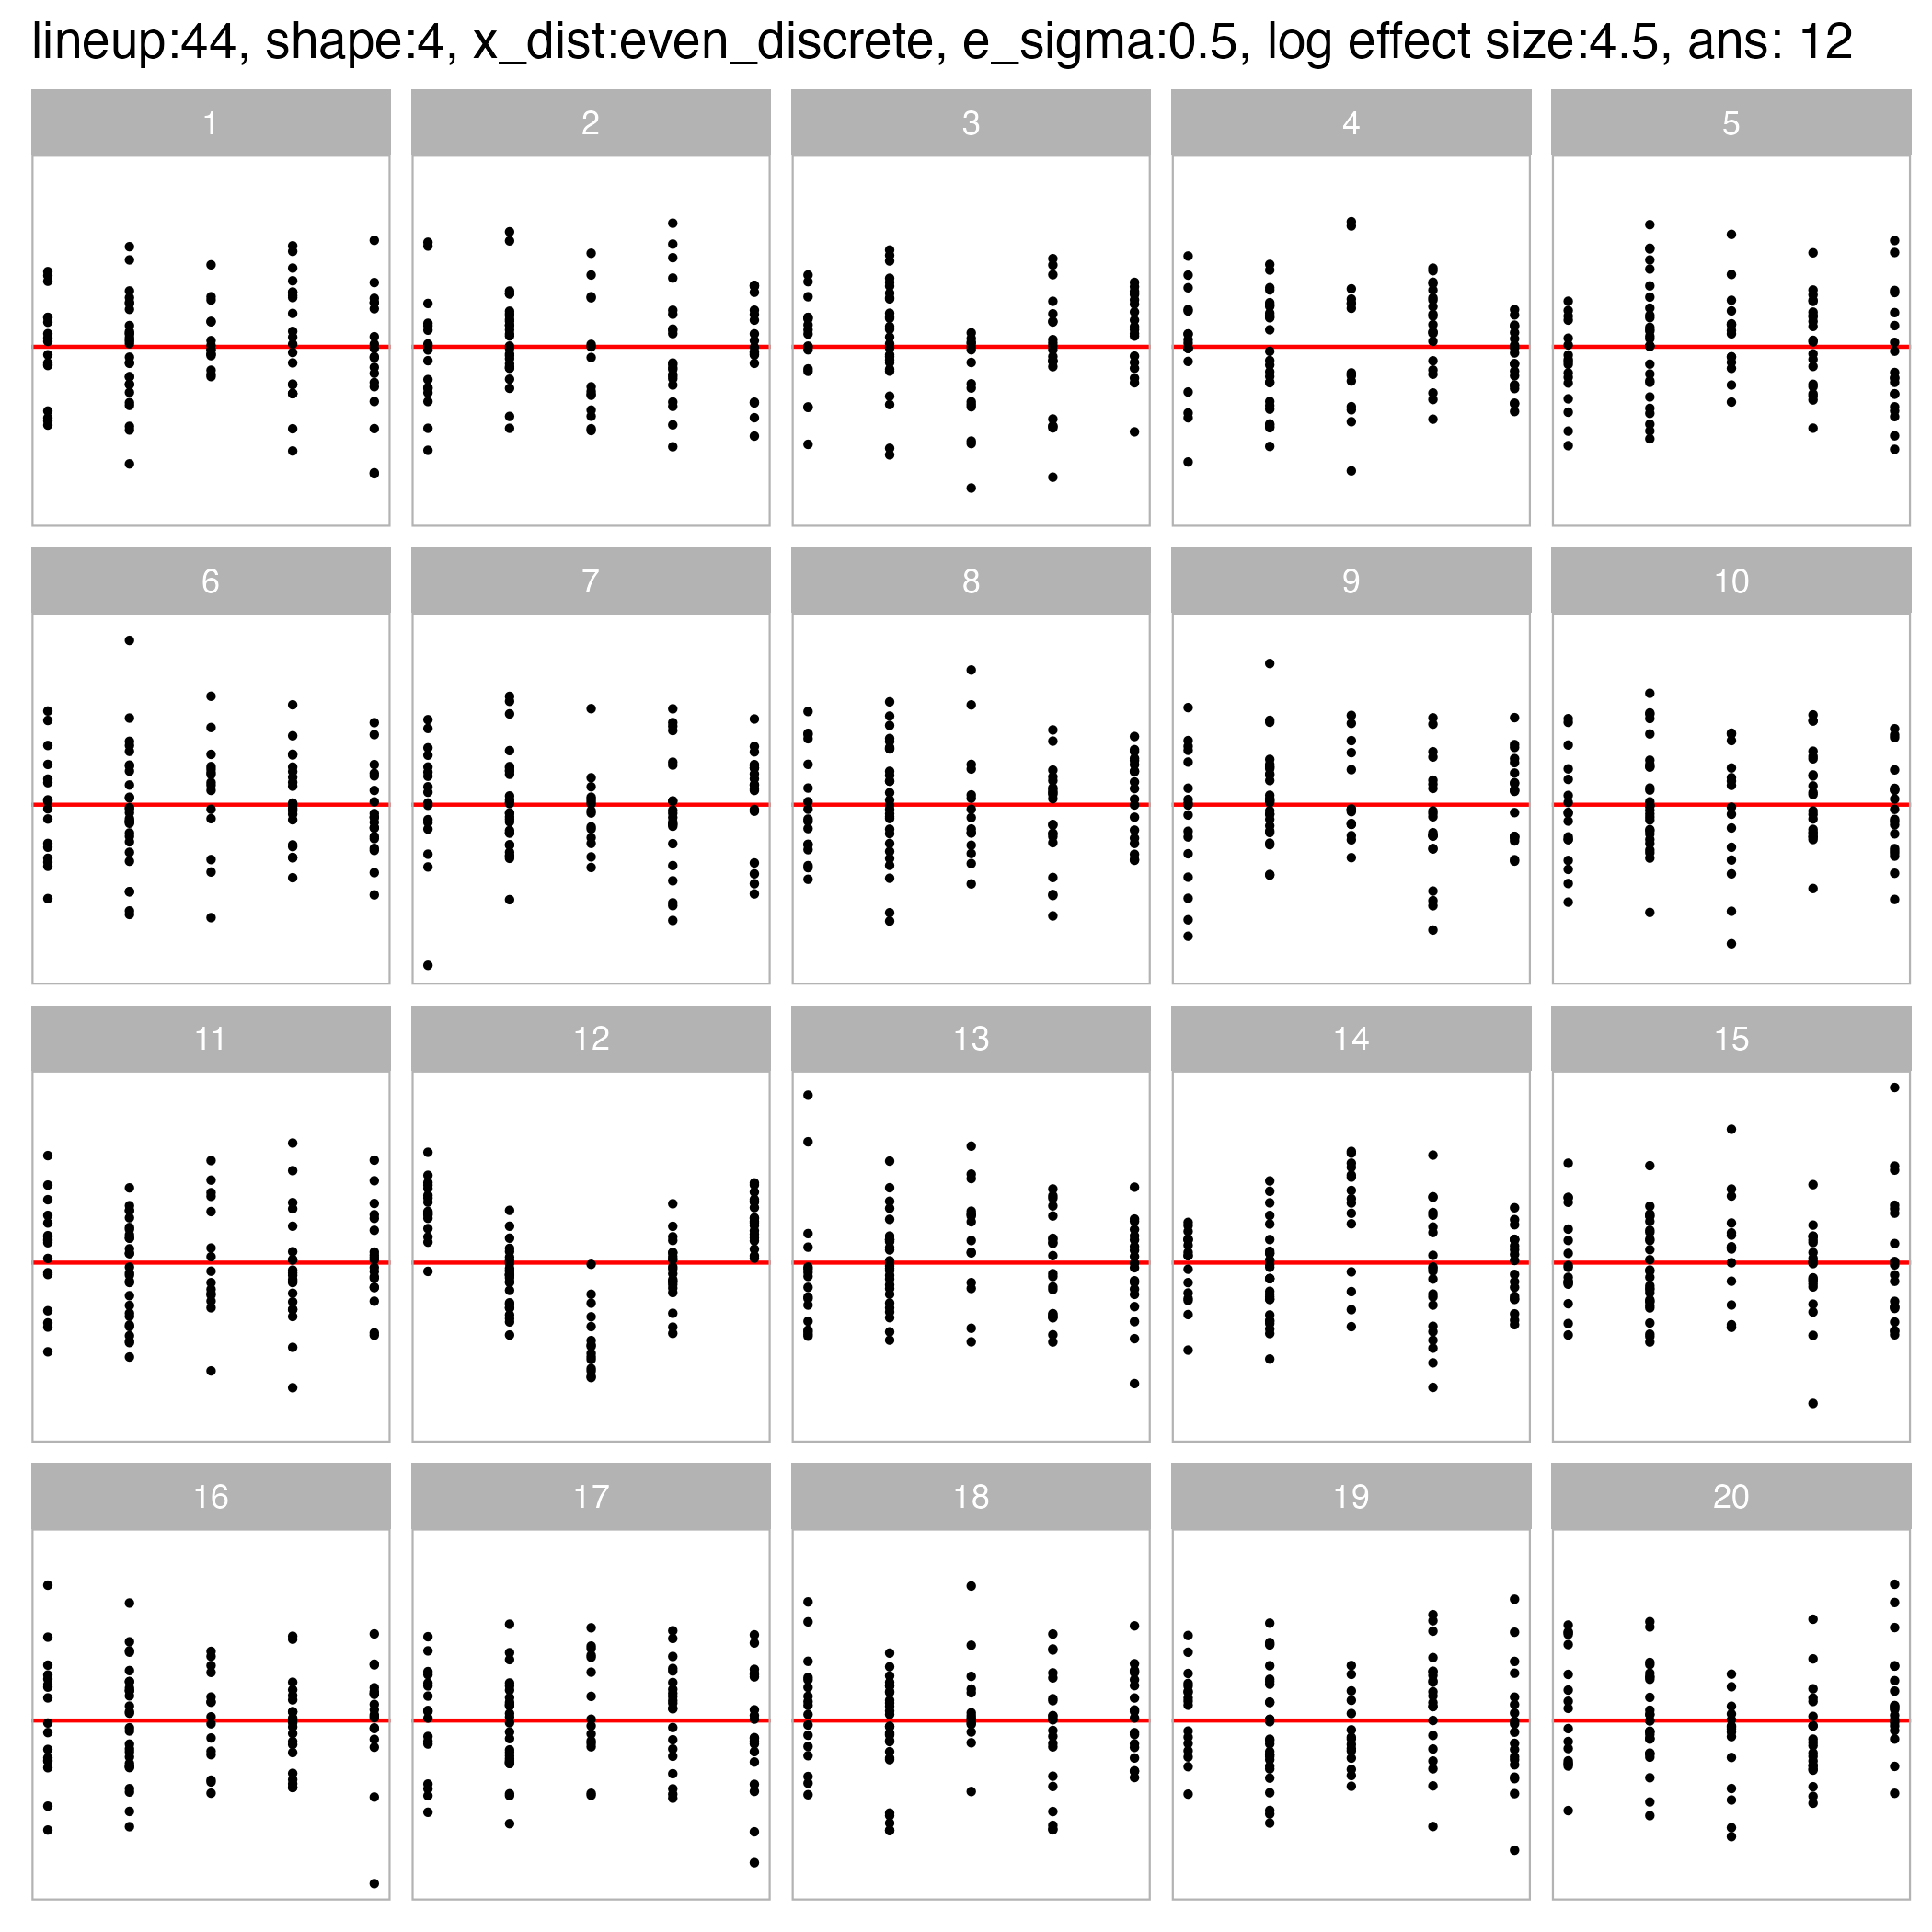 lineup:44, shape:4, x_dist:even_discrete, e_sigma:0.5, log effect size:4.5, ans: 12
1 2 3 4 5
6 7 8 9 10
11 12 13 14 15
16 17 18 19 20